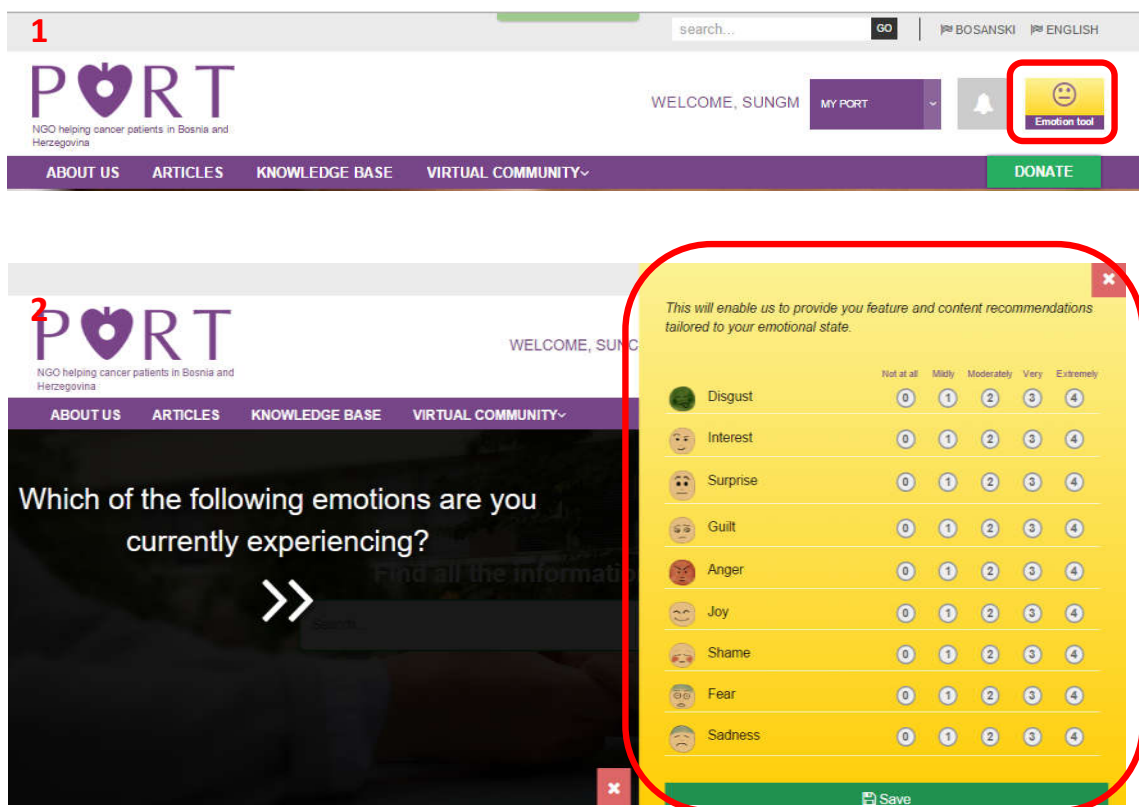 1
search...
GO
BOSANSKI
ENGLISH
PORT
NGO helping cancer patients in Bosnia and
Herzegovina
WELCOME, SUNGM
MY PORT
Emotion tool
ABOUT US
ARTICLES
KNOWLEDGE BASE
VIRTUAL COMMUNITY
DONATE
2
PORT
NGO helping cancer patients in Bosnia and
Herzegovina
WELCOME, SUNG
ABOUT US
ARTICLES
KNOWLEDGE BASE
VIRTUAL COMMUNITY
Which of the following emotions are you
currently experiencing?
Find all the informatio
Search...
This will enable us to provide you feature and content recommendations
tailored to your emotional state.
Not at all Mildly Moderately Very Extremely
Disgust 0 1 2 3 4
Interest 0 1 2 3 4
Surprise 0 1 2 3 4
Guilt 0 1 2 3 4
Anger 0 1 2 3 4
Joy 0 1 2 3 4
Shame 0 1 2 3 4
Fear 0 1 2 3 4
Sadness 0 1 2 3 4
Save